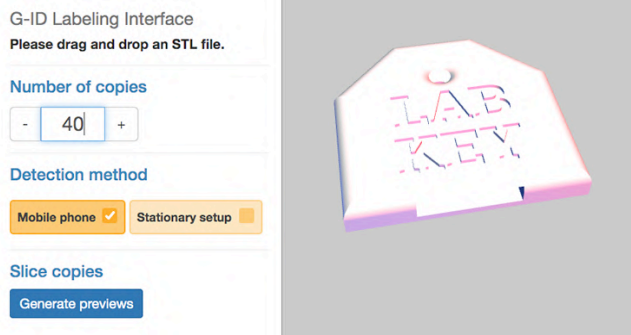 G-ID Labeling Interface
Please drag and drop an STL file.
Number of copies
- 40 +
Detection method
Mobile phone Stationary setup
Slice copies
Generate previews
LAB
KEY